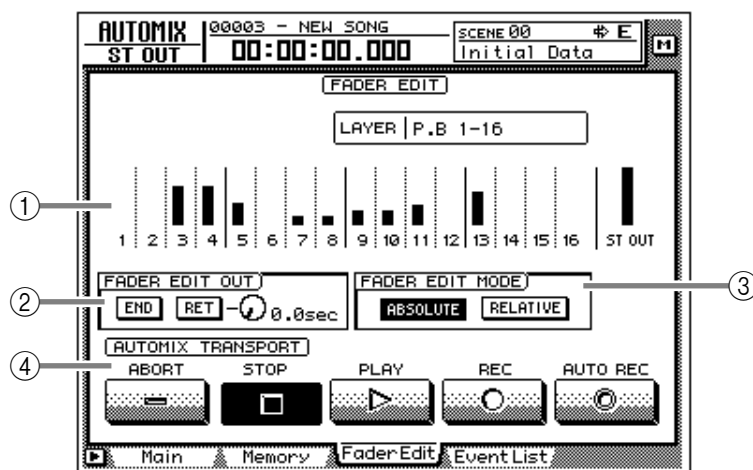 AUTOMIX
ST OUT
00003 - NEW SONG
00:00:00.000
SCENE 00 E
Initial Data
M
FADER EDIT
LAYER P.B 1-16
1 2 3 4 5 6 7 8 9 10 11 12 13 14 15 16 ST OUT
1
FADER EDIT OUT
END RET 0.0sec
2
FADER EDIT MODE
ABSOLUTE RELATIVE
3
AUTOMIX TRANSPORT
4
ABORT STOP PLAY REC AUTO REC
Main Memory Fader Edit Event List